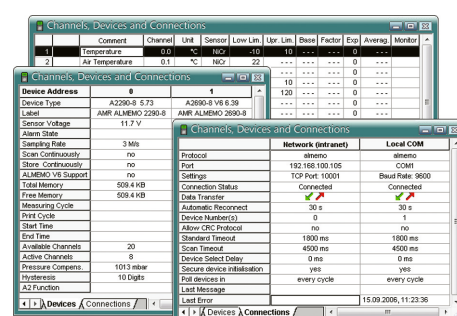 Channels, Devices and Connections
Comment Channel Unit Sensor Low Lim. Upr. Lim. Base Factor Exp Averag. Monitor
1 Temperature 0.0 °C NiCr -10 10 --- --- 0 ---
2 Air Temperature 0.1 °C NiCr 22 --- --- --- 0 ---
--- --- --- 0 ---
10 --- --- 0 ---
120 --- --- 0 ---
Channels, Devices and Connections
Device Address 0 1
Device Type A2290-8 5.73 A2690-8 V6 6.39
Label AMR ALMEMO 2290-8 AMR ALMEMO 2690-8
Sensor Voltage 11.7 V
Alarm State
Sampling Rate 3 M/s
Scan Continously no
Store Continously no
ALMEMO V6 Support no
Total Memory 509.4 KB
Free Memory 509.4 KB
Measuring Cycle
Print Cycle
Start Time
End Time
Available Channels 20
Active Channels 8
Pressure Compens. 1013 mbar
Hysteresis 10 Digits
A2 Function
Devices Connections
Channels, Devices and Connections
Network (intranet) Local COM
Protocol almemo almemo
Port 192.168.100.105 COM1
Settings TCP Port: 10001 Baud Rate: 9600
Connection Status Connected Connected
Data Transfer
Automatic Reconnect 30 s 30 s
Device Number(s) 0 1
Allow CRC Protocol no no
Standard Timeout 1800 ms 1800 ms
Scan Timeout 4500 ms 4500 ms
Device Select Delay 0 ms 0 ms
Secure device initialisation yes yes
Poll devices in every cycle every cycle
Last Message
Last Error 15.09.2006, 11:23:36
Devices Connections